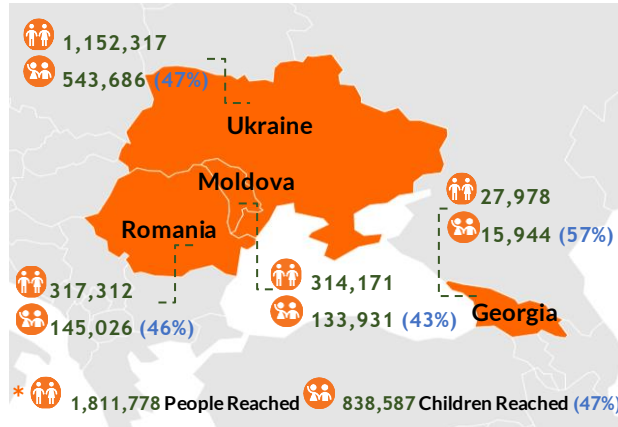 1,152,317
543,686 (47%)
Ukraine
Moldova
Romania
27,978
15,944 (57%)
317,312
145,026 (46%)
314,171
133,931 (43%)
Georgia
* 1,811,778 People Reached 838,587 Children Reached (47%)